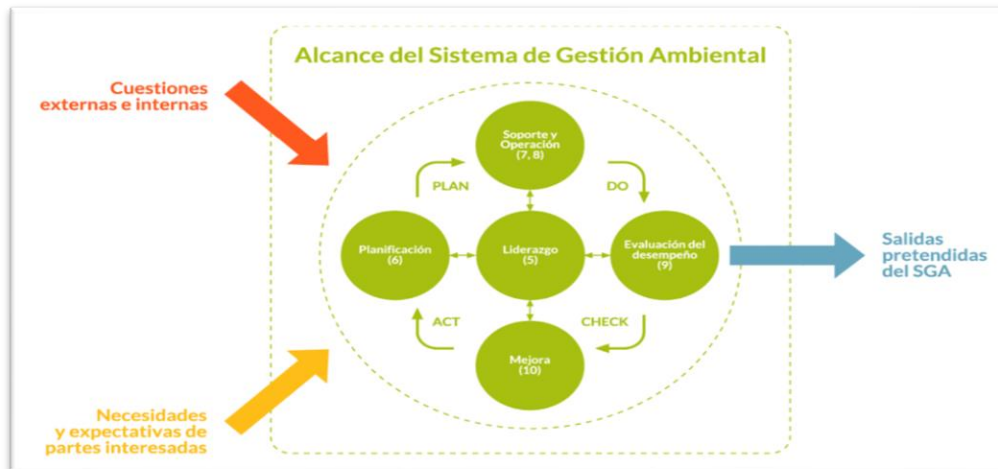 Alcance del Sistema de Gestión Ambiental
Cuestiones
externas e internas
Soporte y
Operación
(7, 8)
PLAN
DO
Planificación
(6)
Liderazgo
(5)
Evaluación del
desempeño
(9)
Salidas
pretendidas
del SGA
ACT
CHECK
Mejora
(10)
Necesidades
y expectativas de
partes interesadas